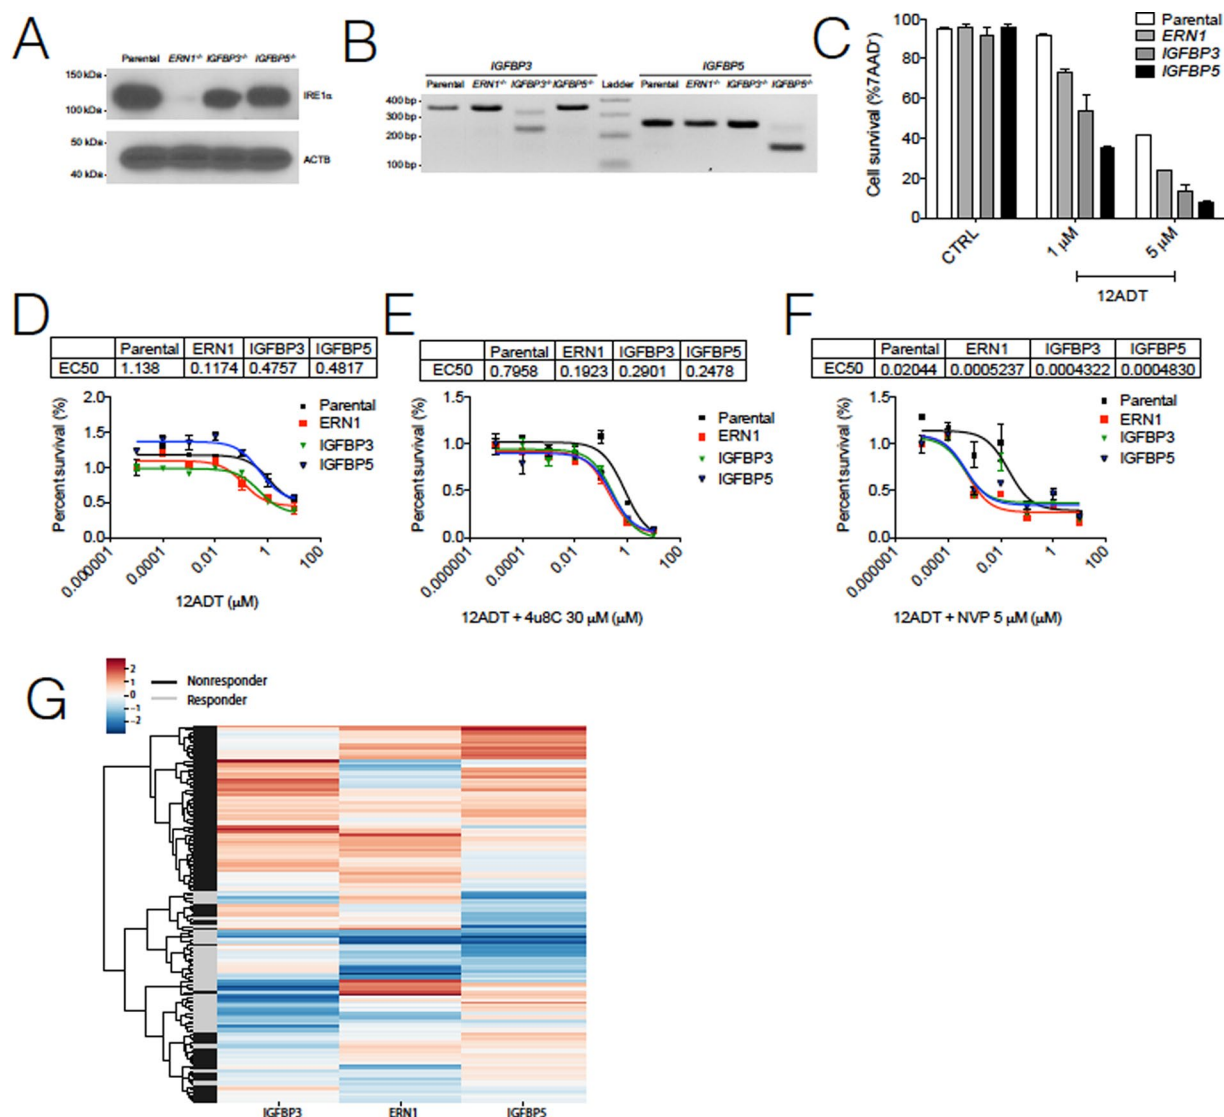 A
Parental ERN1-/- IGFBP3-/- IGFBP5-/-
150 kDa
100 kDa
IRE1α
50 kDa
40 kDa
ACTB
B
IGFBP3 IGFBP5
Parental ERN1-/- IGFBP3-/- IGFBP5-/- Ladder Parental ERN1-/- IGFBP3-/- IGFBP5-/-
400 bp
300 bp
200 bp
100 bp
C
Parental
ERN1
IGFBP3
IGFBP5
Cell survival (%7AAD-)
100
80
60
40
20
0
CTRL 1 µM 5 µM
12ADT
D
Parental ERN1 IGFBP3 IGFBP5
EC50 1.138 0.1174 0.4757 0.4817
Parental
ERN1
IGFBP3
IGFBP5
Percent survival (%)
2.0
1.5
1.0
0.5
0.0
0.000001 0.0001 0.01 1 100
12ADT (µM)
E
Parental ERN1 IGFBP3 IGFBP5
EC50 0.7958 0.1923 0.2901 0.2478
Parental
ERN1
IGFBP3
IGFBP5
Percent survival (%)
1.5
1.0
0.5
0.0
0.000001 0.0001 0.01 1 100
12ADT + 4u8C 30 µM (µM)
F
Parental ERN1 IGFBP3 IGFBP5
EC50 0.02044 0.0005237 0.0004322 0.0004830
Parental
ERN1
IGFBP3
IGFBP5
Percent survival (%)
1.5
1.0
0.5
0.0
0.000001 0.0001 0.01 1 100
12ADT + NVP 5 µM (µM)
G
2
1
0
-1
-2
Nonresponder
Responder
IGFBP3 ERN1 IGFBP5